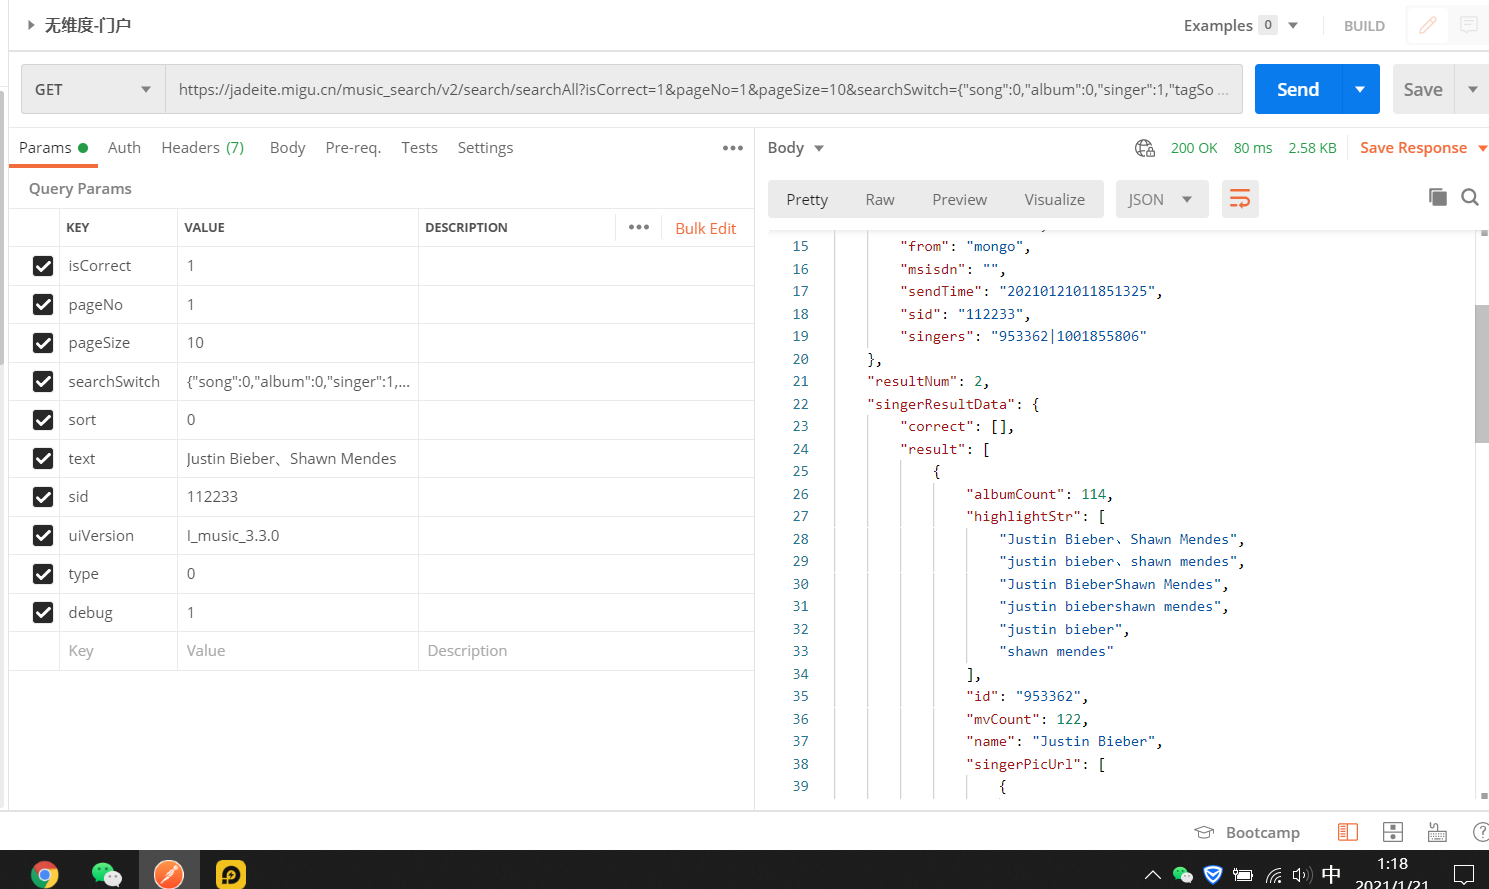 无维度-门户
Examples 0
BUILD
GET
https://jadeite.migu.cn/music_search/v2/search/searchAll?isCorrect=1&pageNo=1&pageSize=10&searchSwitch={"song":0,"album":0,"singer":1,"tagSo ...
Send
Save
Params
Auth
Headers (7)
Body
Pre-req.
Tests
Settings
•••
Query Params
KEY VALUE DESCRIPTION ••• Bulk Edit
isCorrect 1
pageNo 1
pageSize 10
searchSwitch {"song":0,"album":0,"singer":1,...
sort 0
text Justin Bieber、Shawn Mendes
sid 112233
uiVersion I_music_3.3.0
type 0
debug 1
Key Value Description
Body
200 OK 80 ms 2.58 KB Save Response
Pretty Raw Preview Visualize JSON
15 "from": "mongo",
16 "msisdn": "",
17 "sendTime": "20210121011851325",
18 "sid": "112233",
19 "singers": "953362|1001855806"
20 },
21 "resultNum": 2,
22 "singerResultData": {
23 "correct": [],
24 "result": [
25 {
26 "albumCount": 114,
27 "highlightStr": [
28 "Justin Bieber、Shawn Mendes",
29 "justin bieber、shawn mendes",
30 "Justin BieberShawn Mendes",
31 "justin biebershawn mendes",
32 "justin bieber",
33 "shawn mendes"
34 ],
35 "id": "953362",
36 "mvCount": 122,
37 "name": "Justin Bieber",
38 "singerPicUrl": [
39 {
Bootcamp
中
1:18
2021/1/21